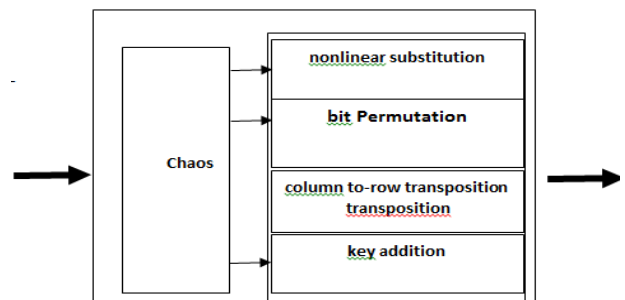 nonlinear substitution
bit Permutation
Chaos
column to-row transposition
transposition
key addition